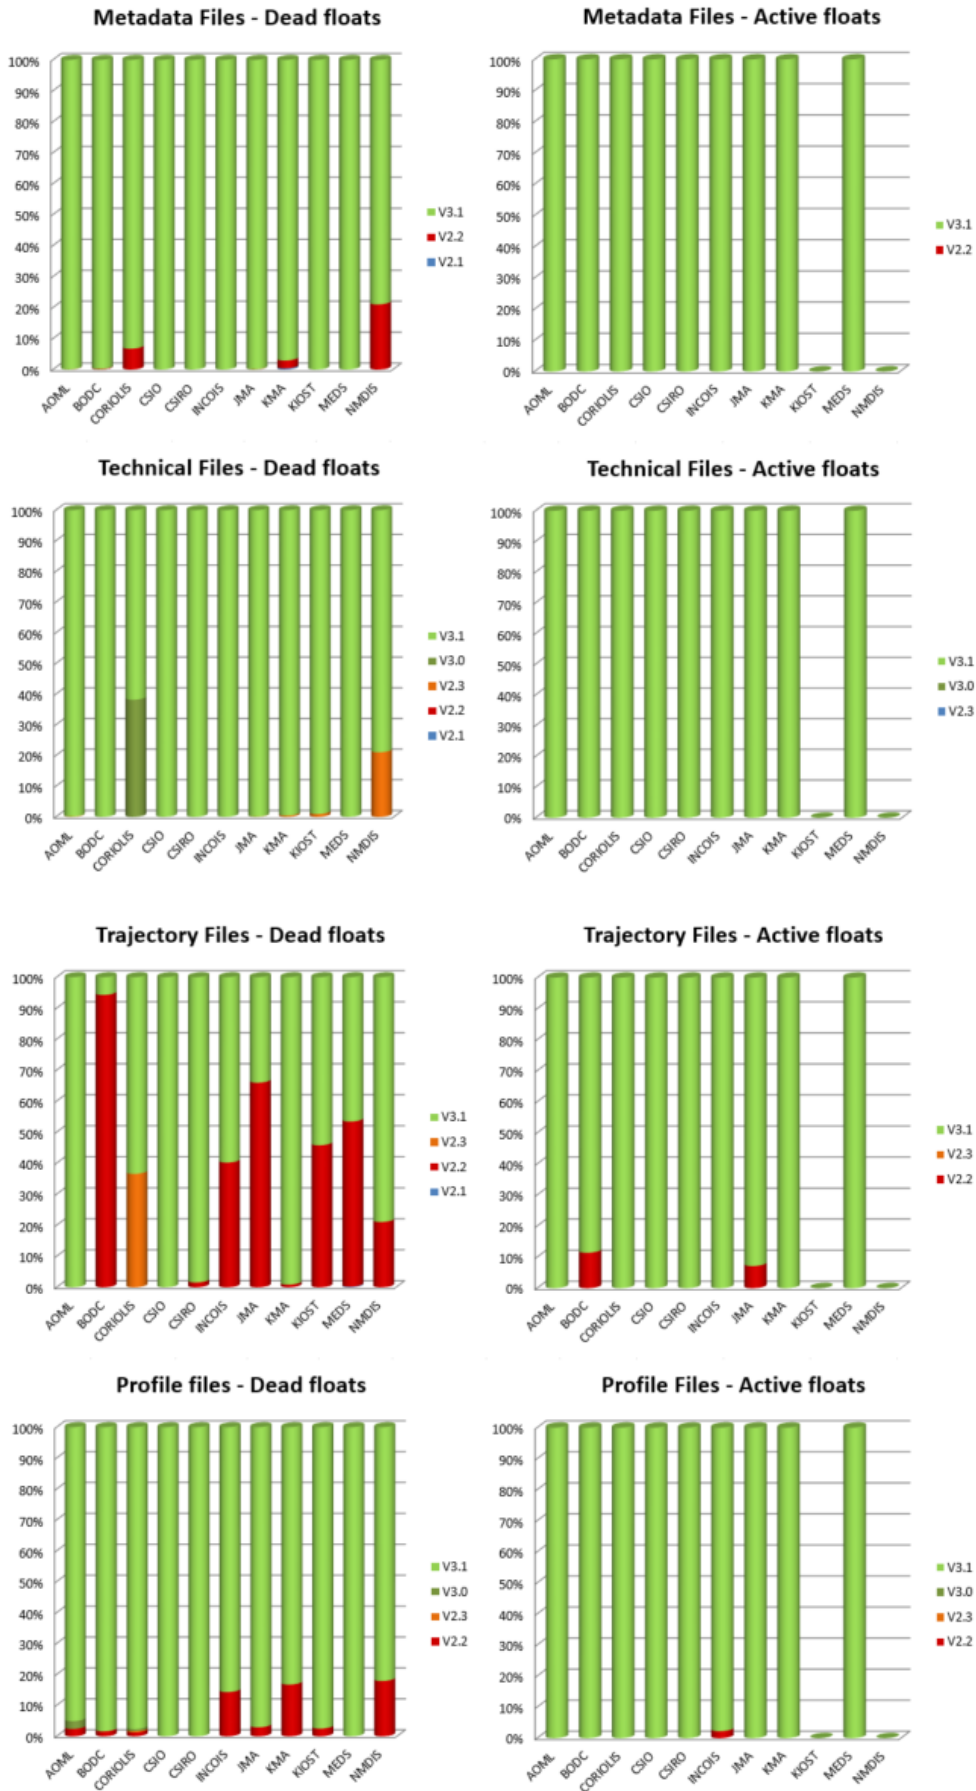 Metadata Files - Dead floats
100%
90%
80%
70%
60%
50%
40%
30%
20%
10%
0%
AOML
BODC
CORIOLIS
CSIO
CSIRO
INCOIS
JMA
KMA
KIOST
MEDS
NMDIS
V3.1
V2.2
V2.1
Metadata Files - Active floats
100%
90%
80%
70%
60%
50%
40%
30%
20%
10%
0%
AOML
BODC
CORIOLIS
CSIO
CSIRO
INCOIS
JMA
KMA
KIOST
MEDS
NMDIS
V3.1
V2.2
Technical Files - Dead floats
100%
90%
80%
70%
60%
50%
40%
30%
20%
10%
0%
AOML
BODC
CORIOLIS
CSIO
CSIRO
INCOIS
JMA
KMA
KIOST
MEDS
NMDIS
V3.1
V3.0
V2.3
V2.2
V2.1
Technical Files - Active floats
100%
90%
80%
70%
60%
50%
40%
30%
20%
10%
0%
AOML
BODC
CORIOLIS
CSIO
CSIRO
INCOIS
JMA
KMA
KIOST
MEDS
NMDIS
V3.1
V3.0
V2.3
Trajectory Files - Dead floats
100%
90%
80%
70%
60%
50%
40%
30%
20%
10%
0%
AOML
BODC
CORIOLIS
CSIO
CSIRO
INCOIS
JMA
KMA
KIOST
MEDS
NMDIS
V3.1
V2.3
V2.2
V2.1
Trajectory Files - Active floats
100%
90%
80%
70%
60%
50%
40%
30%
20%
10%
0%
AOML
BODC
CORIOLIS
CSIO
CSIRO
INCOIS
JMA
KMA
KIOST
MEDS
NMDIS
V3.1
V2.3
V2.2
Profile files - Dead floats
100%
90%
80%
70%
60%
50%
40%
30%
20%
10%
0%
AOML
BODC
CORIOLIS
CSIO
CSIRO
INCOIS
JMA
KMA
KIOST
MEDS
NMDIS
V3.1
V3.0
V2.3
V2.2
Profile Files - Active floats
100%
90%
80%
70%
60%
50%
40%
30%
20%
10%
0%
AOML
BODC
CORIOLIS
CSIO
CSIRO
INCOIS
JMA
KMA
KIOST
MEDS
NMDIS
V3.1
V3.0
V2.3
V2.2